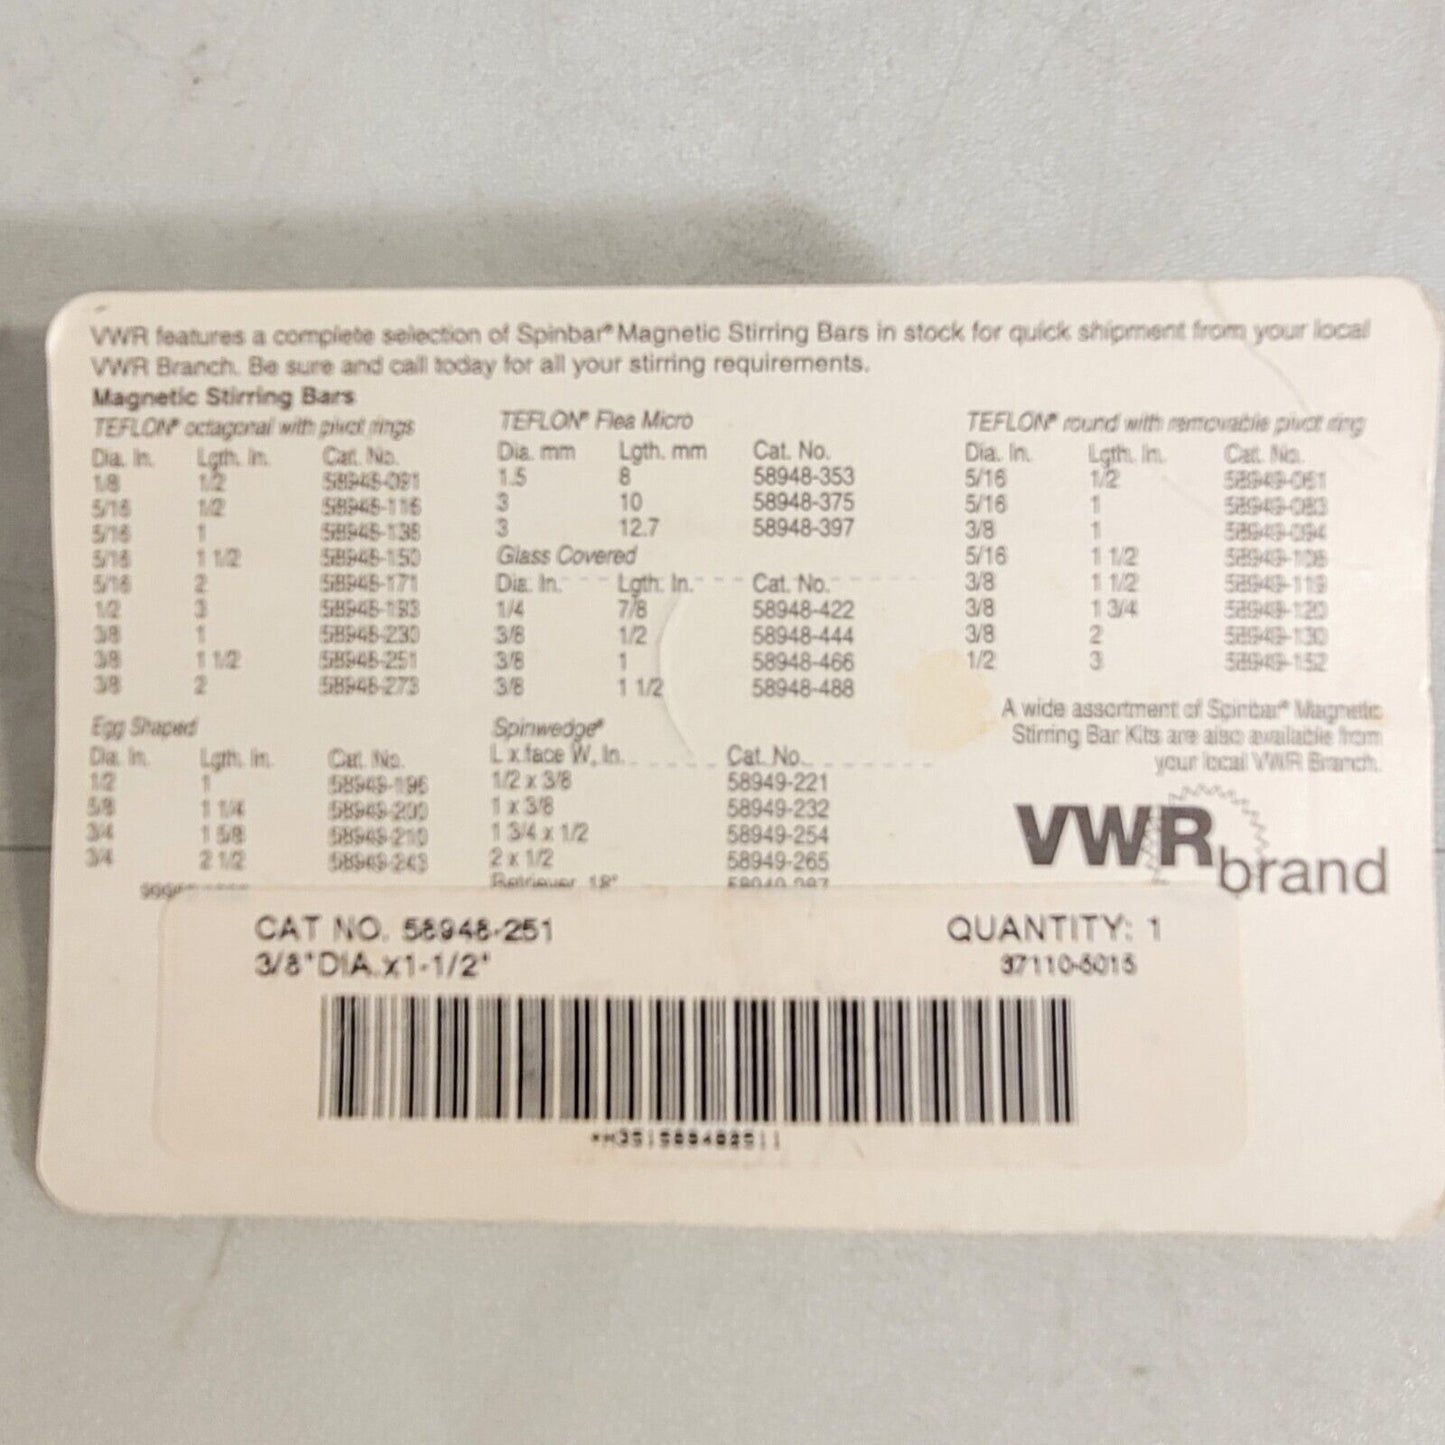 VWR features a complete selection of Spinbar® Magnetic Stirring Bars in stock for quick shipment from your local
VWR Branch. Be sure and call today for all your stirring requirements.
Magnetic Stirring Bars
TEFLON® octagonal with pivot rings
Dia. In. Lgth. In. Cat. No.
1/8 1/2
5/16 1/2 58948-116
5/16 1 58948-138
5/16 1 1/2 58948-150
5/16 2 58948-171
1/2 3 58948-193
3/8 1 58948-230
3/8 1 1/2 58948-251
3/8 2 58948-273
Egg Shaped
Dia. In. Lgth. In. Cat. No.
1/2 1 58949-196
5/8 1 1/4 58949-200
3/4 1 5/8 58949-210
3/4 2 1/2 58949-243
TEFLON® Flea Micro
Dia. mm Lgth. mm Cat. No.
1.5 8 58948-353
3 10 58948-375
3 12.7 58948-397
Glass Covered
Dia. In. Lgth. In. Cat. No.
1/4 7/8 58948-422
3/8 1/2 58948-444
3/8 1 58948-466
3/8 1 1/2 58948-488
Spinwedge®
L x face W, In. Cat. No.
1/2 x 3/8 58949-221
1 x 3/8 58949-232
1 3/4 x 1/2 58949-254
2 x 1/2 58949-265
Retriever, 18"
TEFLON® round with removable pivot ring
Dia. In. Lgth. In. Cat. No.
5/16 1/2 58949-061
5/16 1 58949-083
3/8 1 58949-094
5/16 1 1/2 58949-108
3/8 1 1/2 58949-119
3/8 1 3/4 58949-120
3/8 2 58949-130
1/2 3 58949-152
A wide assortment of Spinbar® Magnetic
Stirring Bar Kits are also available from
your local VWR Branch.
VWR brand
CAT NO. 58948-251 QUANTITY: 1
3/8"DIA.x1-1/2" 37110-5015